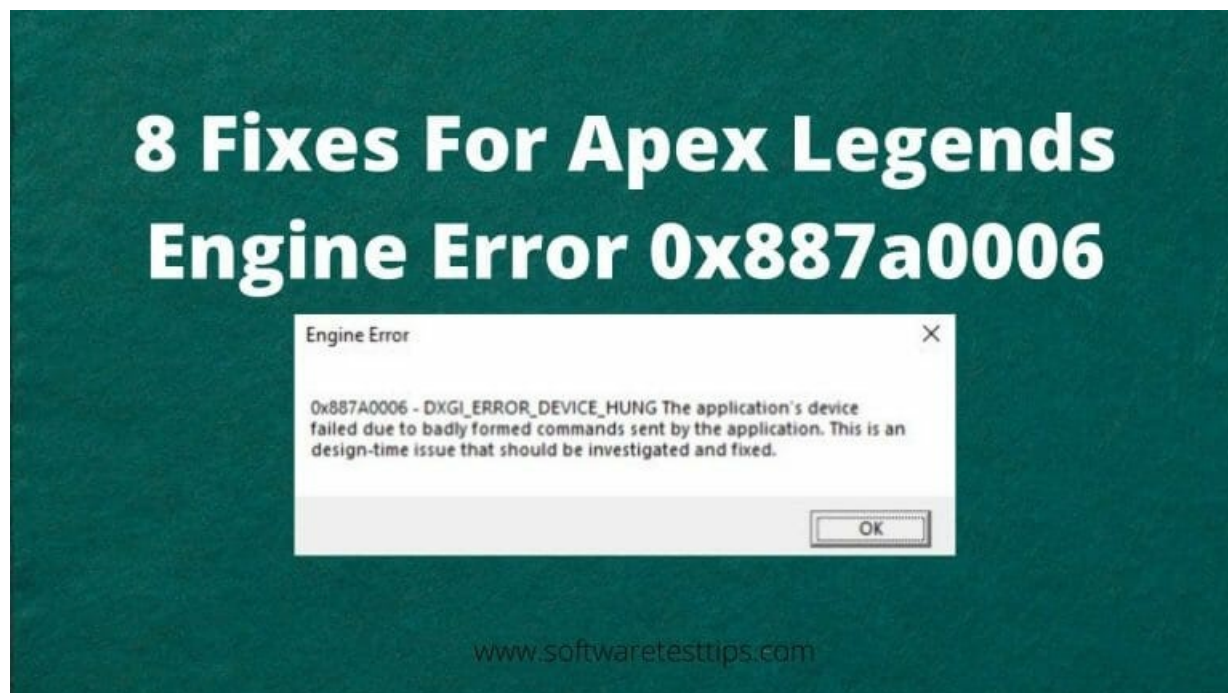 8 Fixes For Apex Legends
Engine Error 0x887a0006
Engine Error
0x887A0006 - DXGI_ERROR_DEVICE_HUNG The application's device
failed due to badly formed commands sent by the application. This is an
design-time issue that should be investigated and fixed.
OK
www.softwaretesttips.com